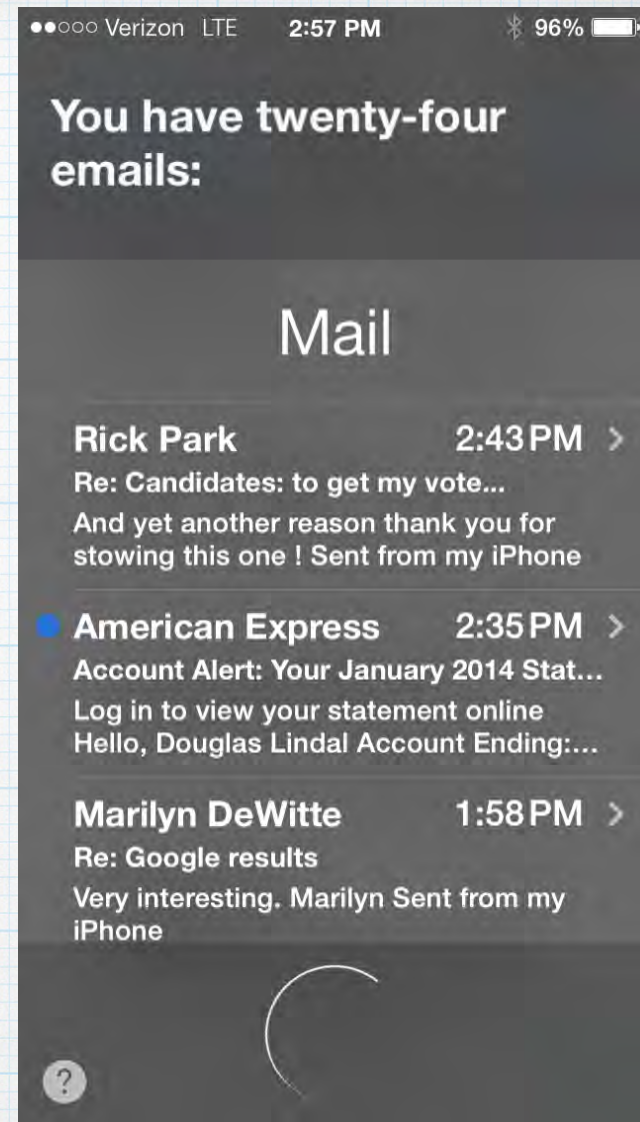 Verizon LTE 2:57 PM 96%
You have twenty-four
emails:
Mail
Rick Park 2:43 PM
Re: Candidates: to get my vote...
And yet another reason thank you for
stowing this one ! Sent from my iPhone
American Express 2:35 PM
Account Alert: Your January 2014 Stat...
Log in to view your statement online
Hello, Douglas Lindal Account Ending:...
Marilyn DeWitte 1:58 PM
Re: Google results
Very interesting. Marilyn Sent from my
iPhone
?